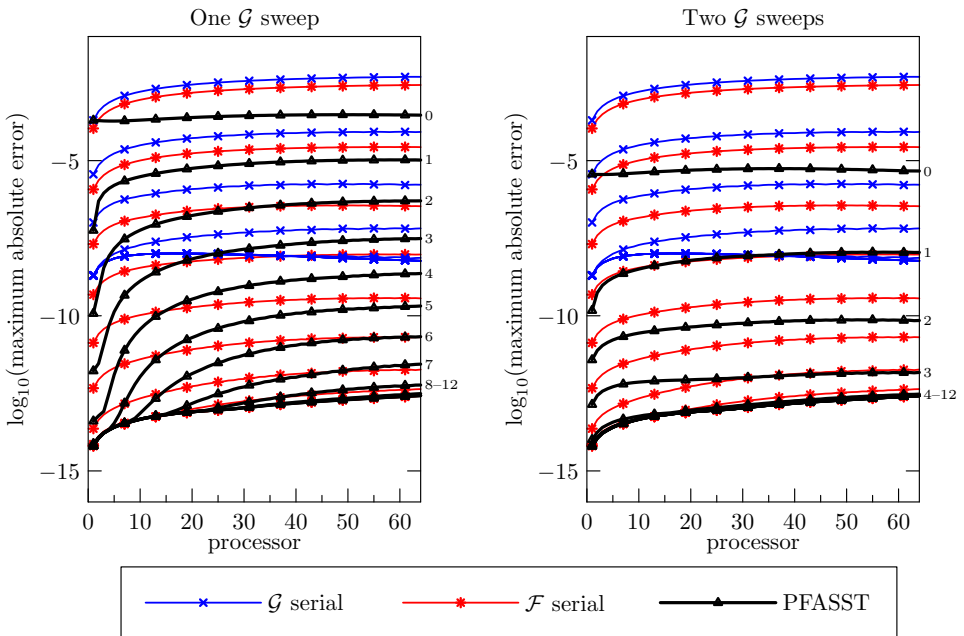 One 𝒢 sweep
log₁₀(maximum absolute error)
−5
−10
−15
0
1
2
3
4
5
6
7
8–12
0 10 20 30 40 50 60
processor
Two 𝒢 sweeps
log₁₀(maximum absolute error)
−5
−10
−15
0
1
2
3
4–12
0 10 20 30 40 50 60
processor
𝒢 serial ℱ serial PFASST